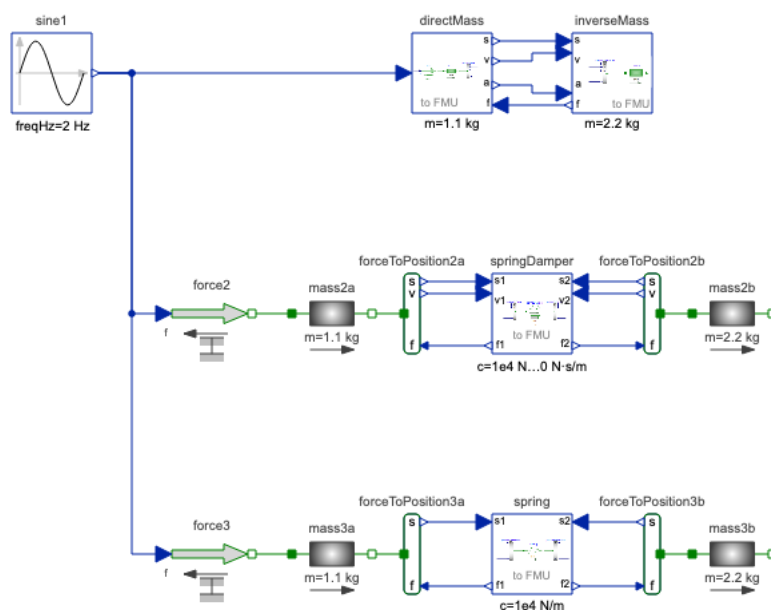 sine1
freqHz=2 Hz
directMass
s
v
a
f
to FMU
m=1.1 kg
inverseMass
s
v
a
f
to FMU
m=2.2 kg
force2
f
mass2a
m=1.1 kg
forceToPosition2a
s
v
f
springDamper
s1 s2
v1 v2
to FMU
f1 f2
c=1e4 N...0 N·s/m
forceToPosition2b
s
v
f
mass2b
m=2.2 kg
force3
f
mass3a
m=1.1 kg
forceToPosition3a
s
f
spring
s1 s2
to FMU
f1 f2
c=1e4 N/m
forceToPosition3b
s
f
mass3b
m=2.2 kg